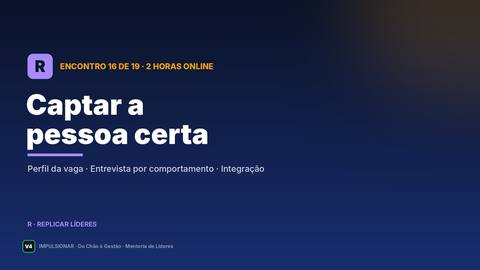 R
ENCONTRO 16 DE 19 · 2 HORAS ONLINE
Captar a
pessoa certa
Perfil da vaga · Entrevista por comportamento · Integração
R · REPLICAR LÍDERES
V4 IMPULSIONAR · Do Chão à Gestão · Mentoria de Líderes